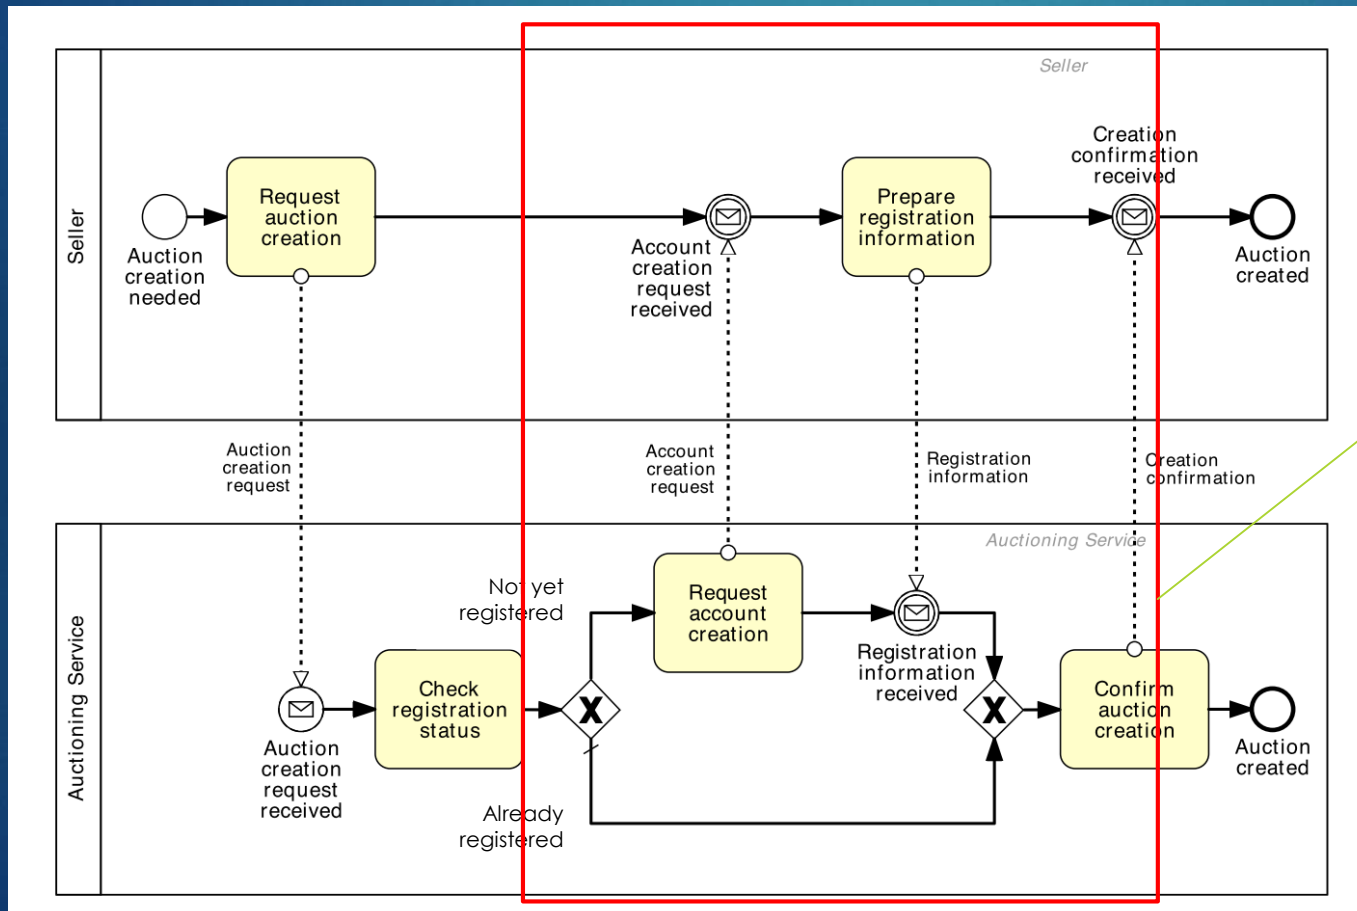 Seller
Seller
Auction
creation
needed
Request
auction
creation
Account
creation
request
received
Prepare
registration
information
Creation
confirmation
received
Auction
created
Auction
creation
request
Account
creation
request
Registration
information
Creation
confirmation
Auctioning Service
Auctioning Service
Auction
creation
request
received
Check
registration
status
Not yet
registered
Already
registered
Request
account
creation
Registration
information
received
Confirm
auction
creation
Auction
created